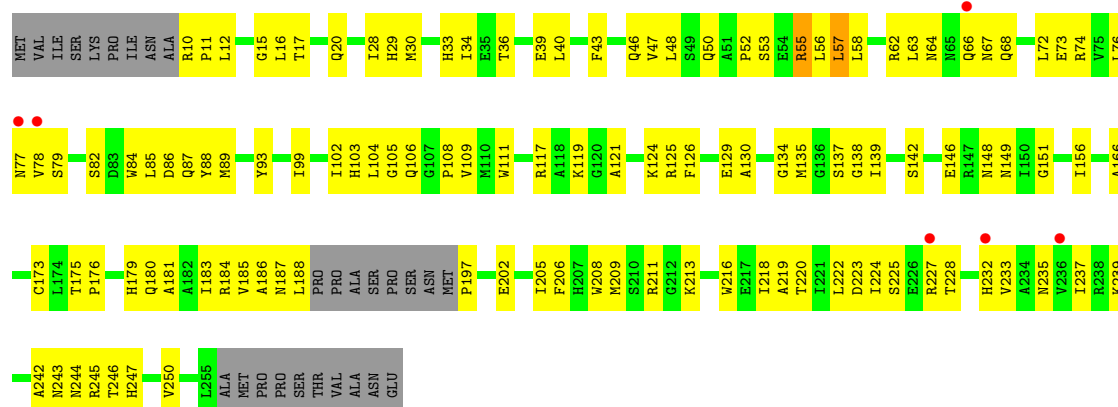 MET VAL ILE SER LYS PRO ILE ASN ALA R10 P11 L12 G15 L16 T17 Q20 I28 H29 M30 H33 I34 E35 T36 E39 L40 F43 Q46 V47 L48 S49 Q50 A51 P52 S53 E54 R55 L56 L57 L58 R62 L63 N64 N65 Q66 N67 Q68 L72 E73 R74 V75 L76
N77 V78 S79 S82 D83 W84 L85 D86 Q87 Y88 M89 Y93 I99 I102 H103 L104 G105 Q106 G107 P108 V109 M110 W111 R117 A118 K119 G120 A121 K124 R125 F126 E129 A130 G134 M135 G136 S137 G138 I139 S142 E146 R147 N148 N149 I150 G151 I156 A166
C173 L174 T175 P176 H179 Q180 A181 A182 I183 R184 V185 A186 N187 L188 PRO PRO ALA SER PRO SER ASN MET P197 E202 I205 F206 H207 W208 M209 S210 R211 G212 K213 W216 E217 I218 A219 T220 I221 L222 D223 I224 S225 E226 R227 T228 H232 V233 A234 N235 V236 I237 R238 K239
A242 N243 N244 R245 T246 H247 V250 L255 ALA MET PRO PRO SER THR VAL ALA ASN GLU